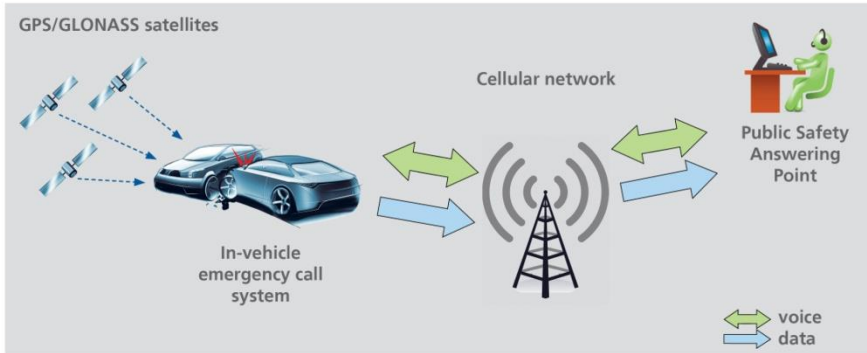 GPS/GLONASS satellites
Cellular network
Public Safety
Answering
Point
In-vehicle
emergency call
system
voice
data